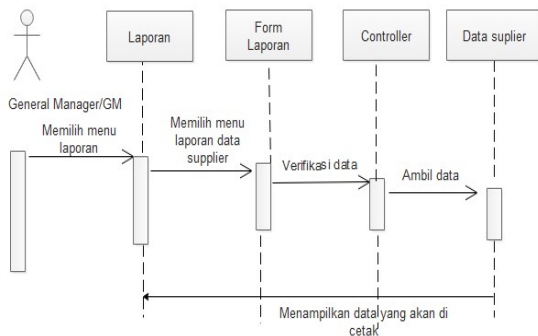 Laporan
Form
Laporan
Controller
Data suplier
General Manager/GM
Memilih menu
laporan
Memilih menu
laporan data
supplier
Verifikasi data
Ambil data
Menampilkan data yang akan di
cetak